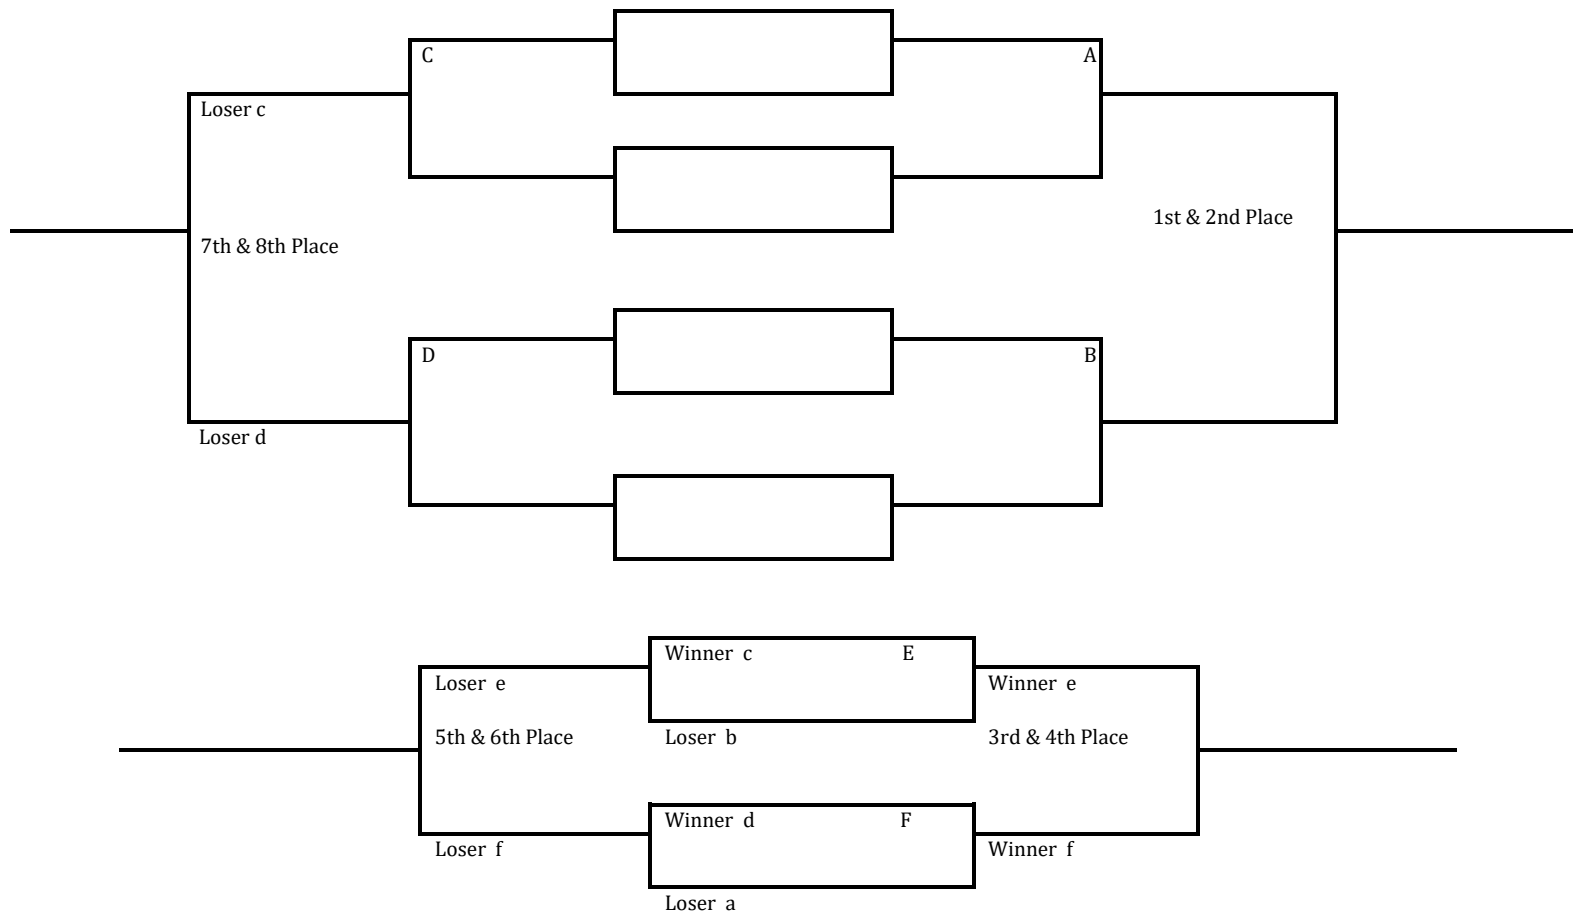 C
A
Loser c
1st & 2nd Place
7th & 8th Place
D
B
Loser d
Winner c
E
Loser e
Winner e
5th & 6th Place
Loser b
3rd & 4th Place
Winner d
F
Loser f
Winner f
Loser a